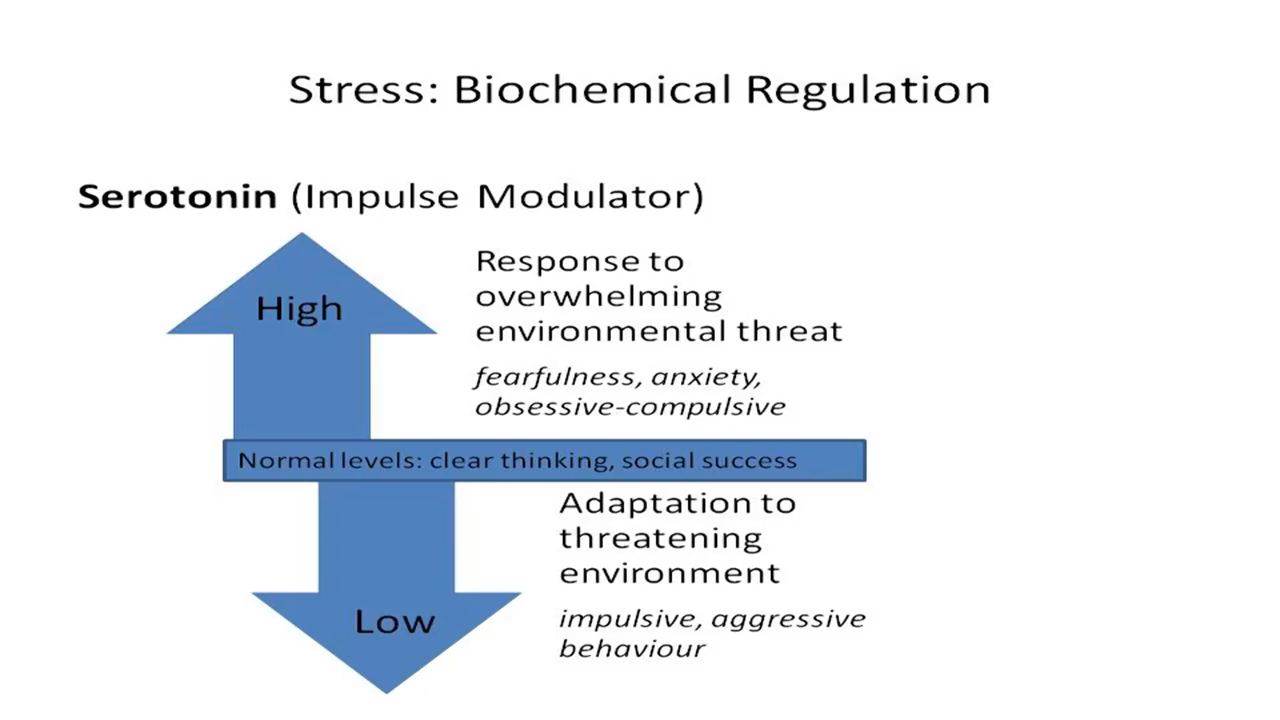 Stress: Biochemical Regulation
Serotonin (Impulse Modulator)
High
Response to
overwhelming
environmental threat
fearfulness, anxiety,
obsessive-compulsive
Normal levels: clear thinking, social success
Adaptation to
threatening
environment
Low
impulsive, aggressive
behaviour